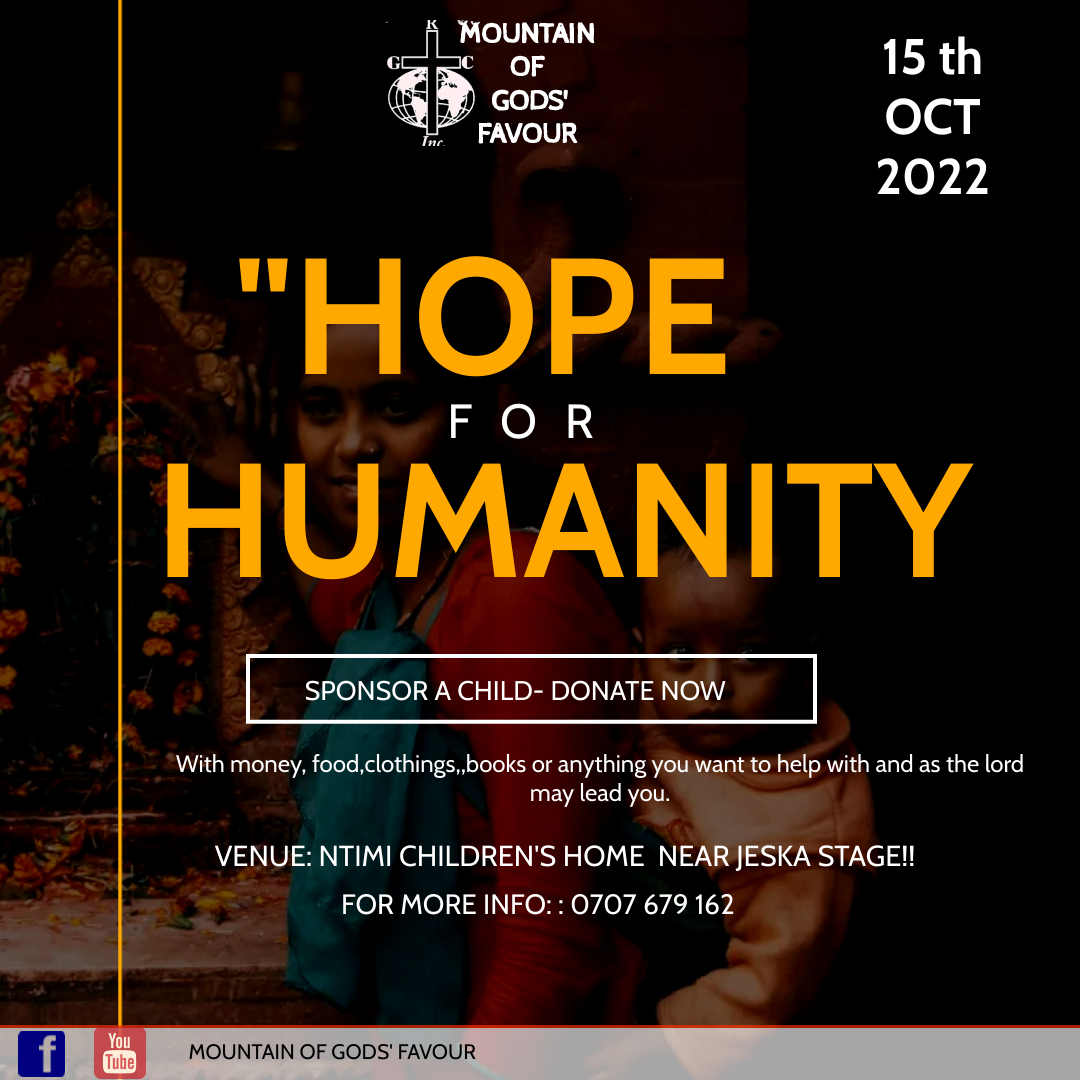 R
G C
Inc.
MOUNTAIN
OF
GODS'
FAVOUR
15 th
OCT
2022
"HOPE
FOR
HUMANITY
SPONSOR A CHILD- DONATE NOW
With money, food,clothings,,books or anything you want to help with and as the lord
may lead you.
VENUE: NTIMI CHILDREN'S HOME NEAR JESKA STAGE!!
FOR MORE INFO: : 0707 679 162
f
You
Tube
MOUNTAIN OF GODS' FAVOUR